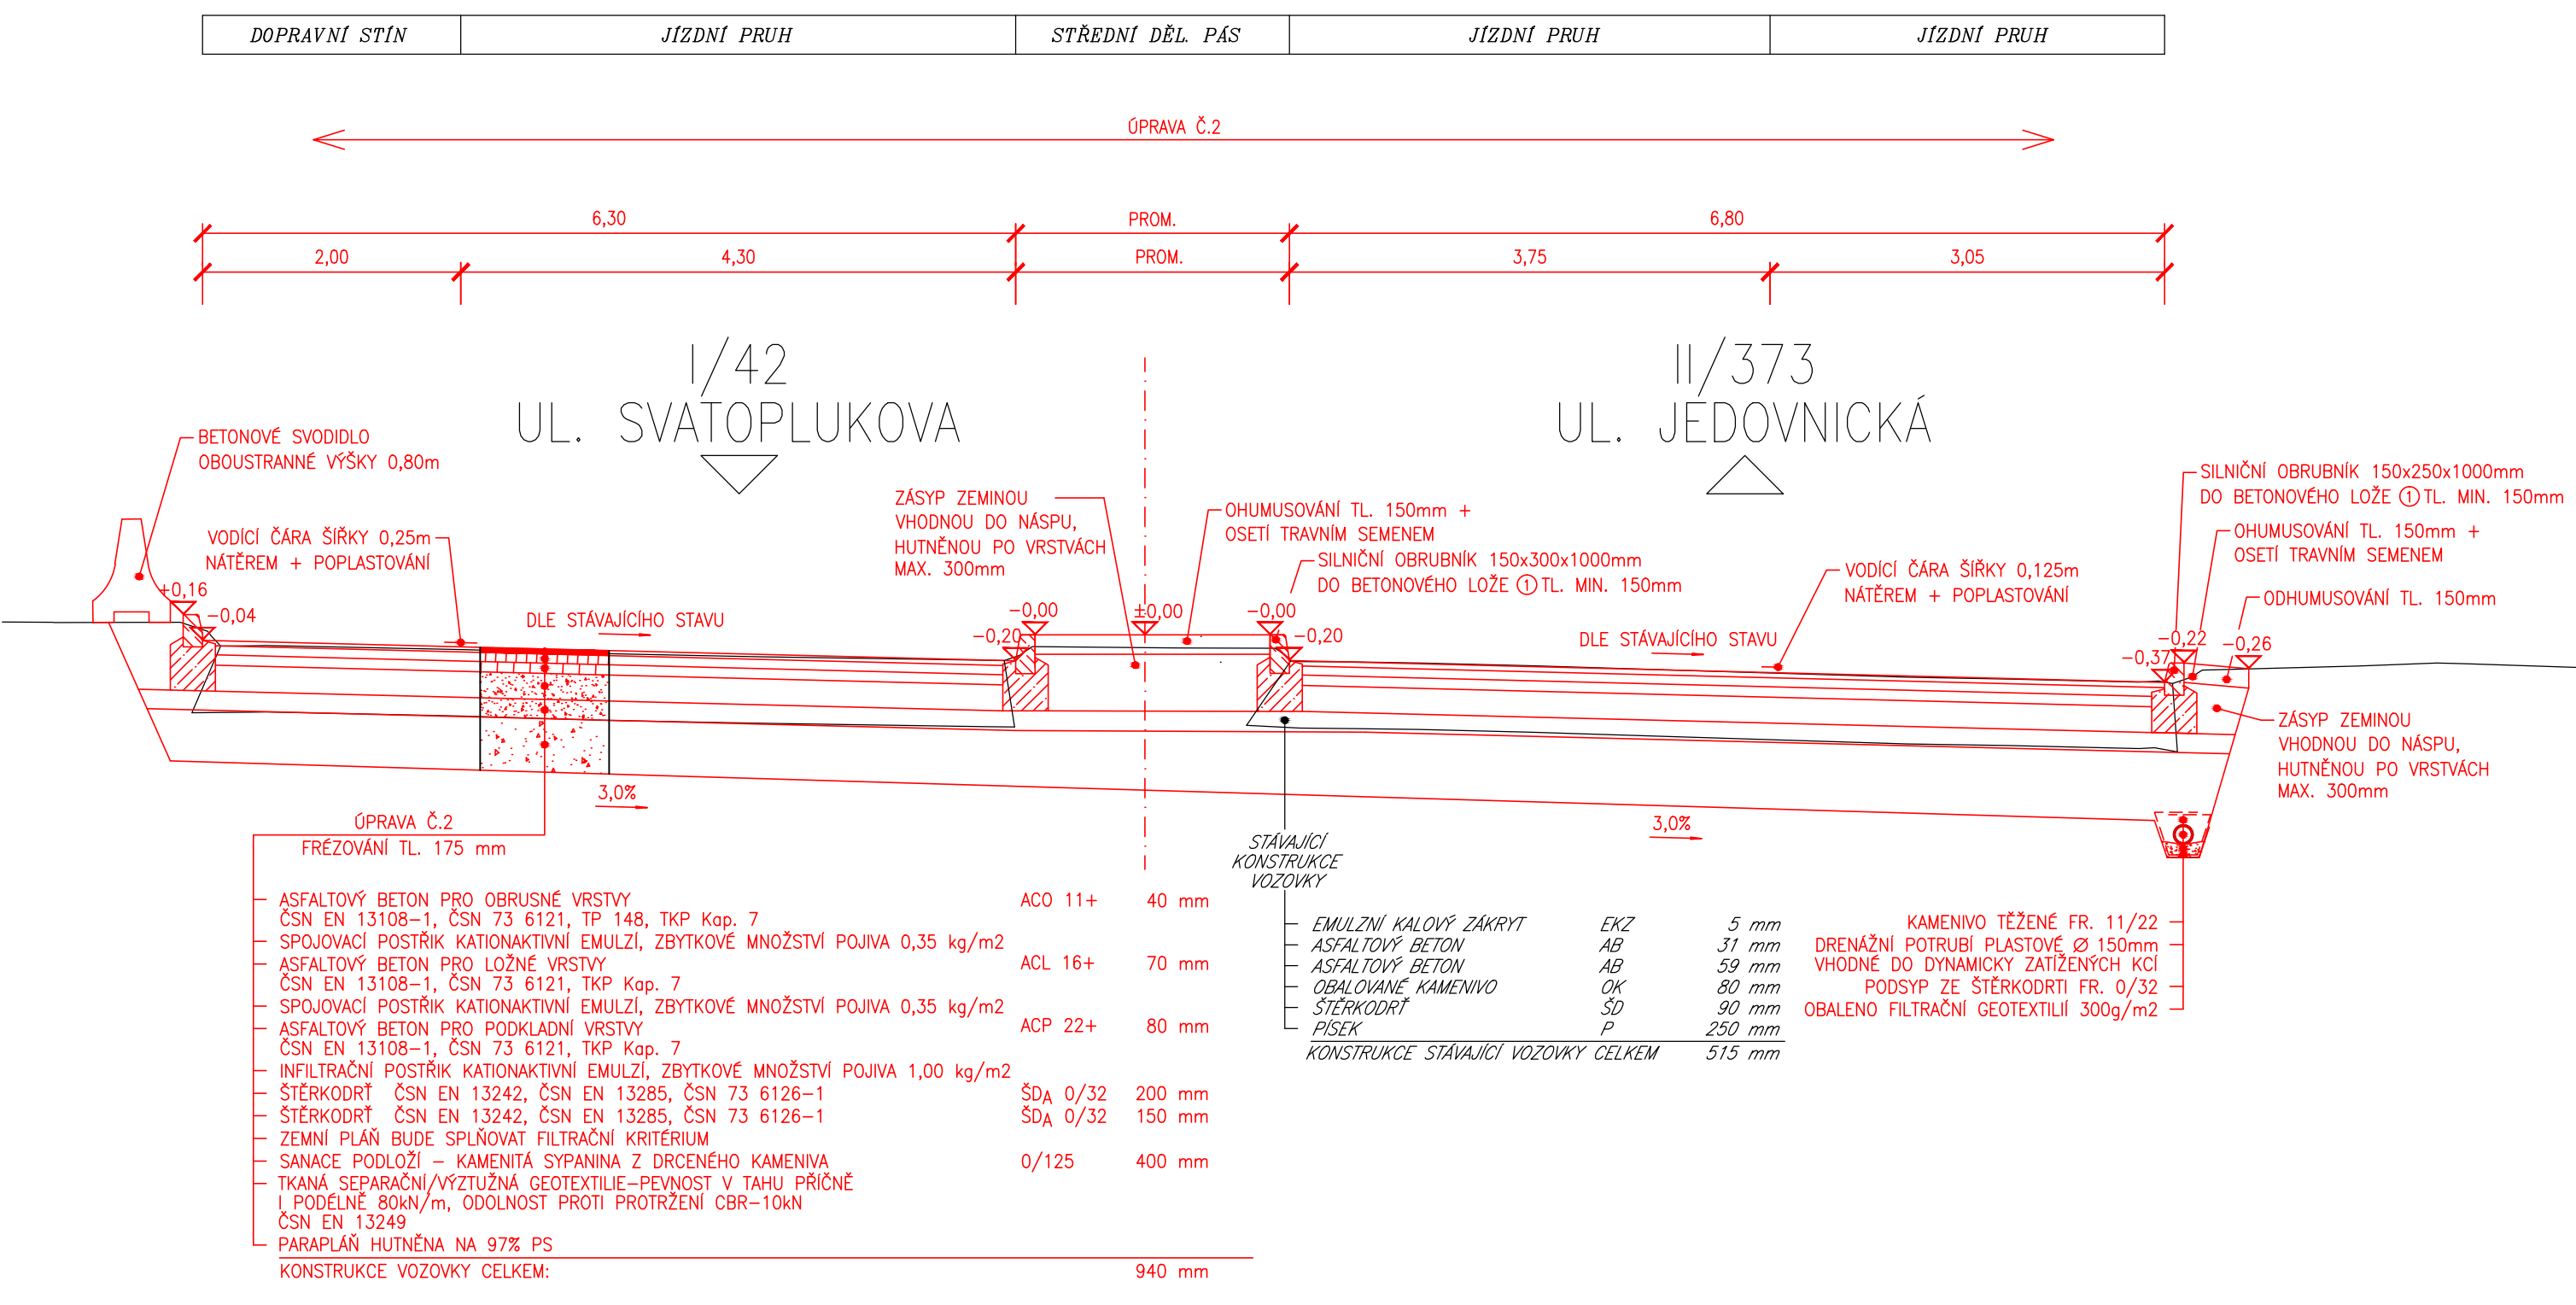 DOPRAVNÍ STÍN JÍZDNÍ PRUH STŘEDNÍ DĚL. PÁS JÍZDNÍ PRUH JÍZDNÍ PRUH
ÚPRAVA Č.2
6,30 PROM. 6,80
2,00 4,30 PROM. 3,75 3,05
I/42
UL. SVATOPLUKOVA
II/373
UL. JEDOVNICKÁ
BETONOVÉ SVODIDLO
OBOUSTRANNÉ VÝŠKY 0,80m
VODÍCÍ ČÁRA ŠÍŘKY 0,25m
NÁTĚREM + POPLASTOVÁNÍ
+0,16
-0,04
DLE STÁVAJÍCÍHO STAVU
ZÁSYP ZEMINOU
VHODNOU DO NÁSPU,
HUTNĚNOU PO VRSTVÁCH
MAX. 300mm
OHUMUSOVÁNÍ TL. 150mm +
OSETÍ TRAVNÍM SEMENEM
SILNIČNÍ OBRUBNÍK 150x300x1000mm
DO BETONOVÉHO LOŽE 1 TL. MIN. 150mm
-0,00 ±0,00 -0,00
-0,20 -0,20
VODÍCÍ ČÁRA ŠÍŘKY 0,125m
NÁTĚREM + POPLASTOVÁNÍ
DLE STÁVAJÍCÍHO STAVU
SILNIČNÍ OBRUBNÍK 150x250x1000mm
DO BETONOVÉHO LOŽE 1 TL. MIN. 150mm
OHUMUSOVÁNÍ TL. 150mm +
OSETÍ TRAVNÍM SEMENEM
ODHUMUSOVÁNÍ TL. 150mm
-0,22 -0,26
-0,37
ZÁSYP ZEMINOU
VHODNOU DO NÁSPU,
HUTNĚNOU PO VRSTVÁCH
MAX. 300mm
3,0%
3,0%
ÚPRAVA Č.2
FRÉZOVÁNÍ TL. 175 mm
ASFALTOVÝ BETON PRO OBRUSNÉ VRSTVY ACO 11+ 40 mm
ČSN EN 13108-1, ČSN 73 6121, TP 148, TKP Kap. 7
SPOJOVACÍ POSTŘIK KATIONAKTIVNÍ EMULZÍ, ZBYTKOVÉ MNOŽSTVÍ POJIVA 0,35 kg/m2
ASFALTOVÝ BETON PRO LOŽNÉ VRSTVY ACL 16+ 70 mm
ČSN EN 13108-1, ČSN 73 6121, TKP Kap. 7
SPOJOVACÍ POSTŘIK KATIONAKTIVNÍ EMULZÍ, ZBYTKOVÉ MNOŽSTVÍ POJIVA 0,35 kg/m2
ASFALTOVÝ BETON PRO PODKLADNÍ VRSTVY ACP 22+ 80 mm
ČSN EN 13108-1, ČSN 73 6121, TKP Kap. 7
INFILTRAČNÍ POSTŘIK KATIONAKTIVNÍ EMULZÍ, ZBYTKOVÉ MNOŽSTVÍ POJIVA 1,00 kg/m2
ŠTĚRKODRŤ ČSN EN 13242, ČSN EN 13285, ČSN 73 6126-1 ŠDA 0/32 200 mm
ŠTĚRKODRŤ ČSN EN 13242, ČSN EN 13285, ČSN 73 6126-1 ŠDA 0/32 150 mm
ZEMNÍ PLÁŇ BUDE SPLŇOVAT FILTRAČNÍ KRITÉRIUM
SANACE PODLOŽÍ - KAMENITÁ SYPANINA Z DRCENÉHO KAMENIVA 0/125 400 mm
TKANÁ SEPARAČNÍ/VÝZTUŽNÁ GEOTEXTILIE-PEVNOST V TAHU PŘÍČNĚ
I PODÉLNĚ 80kN/m, ODOLNOST PROTI PROTRŽENÍ CBR-10kN
ČSN EN 13249
PARAPLÁŇ HUTNĚNA NA 97% PS
KONSTRUKCE VOZOVKY CELKEM: 940 mm
STÁVAJÍCÍ
KONSTRUKCE
VOZOVKY
EMULZNÍ KALOVÝ ZÁKRYT EKZ 5 mm
ASFALTOVÝ BETON AB 31 mm
ASFALTOVÝ BETON AB 59 mm
OBALOVANÉ KAMENIVO OK 80 mm
ŠTĚRKODRŤ ŠD 90 mm
PÍSEK P 250 mm
KONSTRUKCE STÁVAJÍCÍ VOZOVKY CELKEM 515 mm
KAMENIVO TĚŽENÉ FR. 11/22
DRENÁŽNÍ POTRUBÍ PLASTOVÉ Ø 150mm
VHODNÉ DO DYNAMICKY ZATÍŽENÝCH KCÍ
PODSYP ZE ŠTĚRKODRTI FR. 0/32
OBALENO FILTRAČNÍ GEOTEXTILIÍ 300g/m2